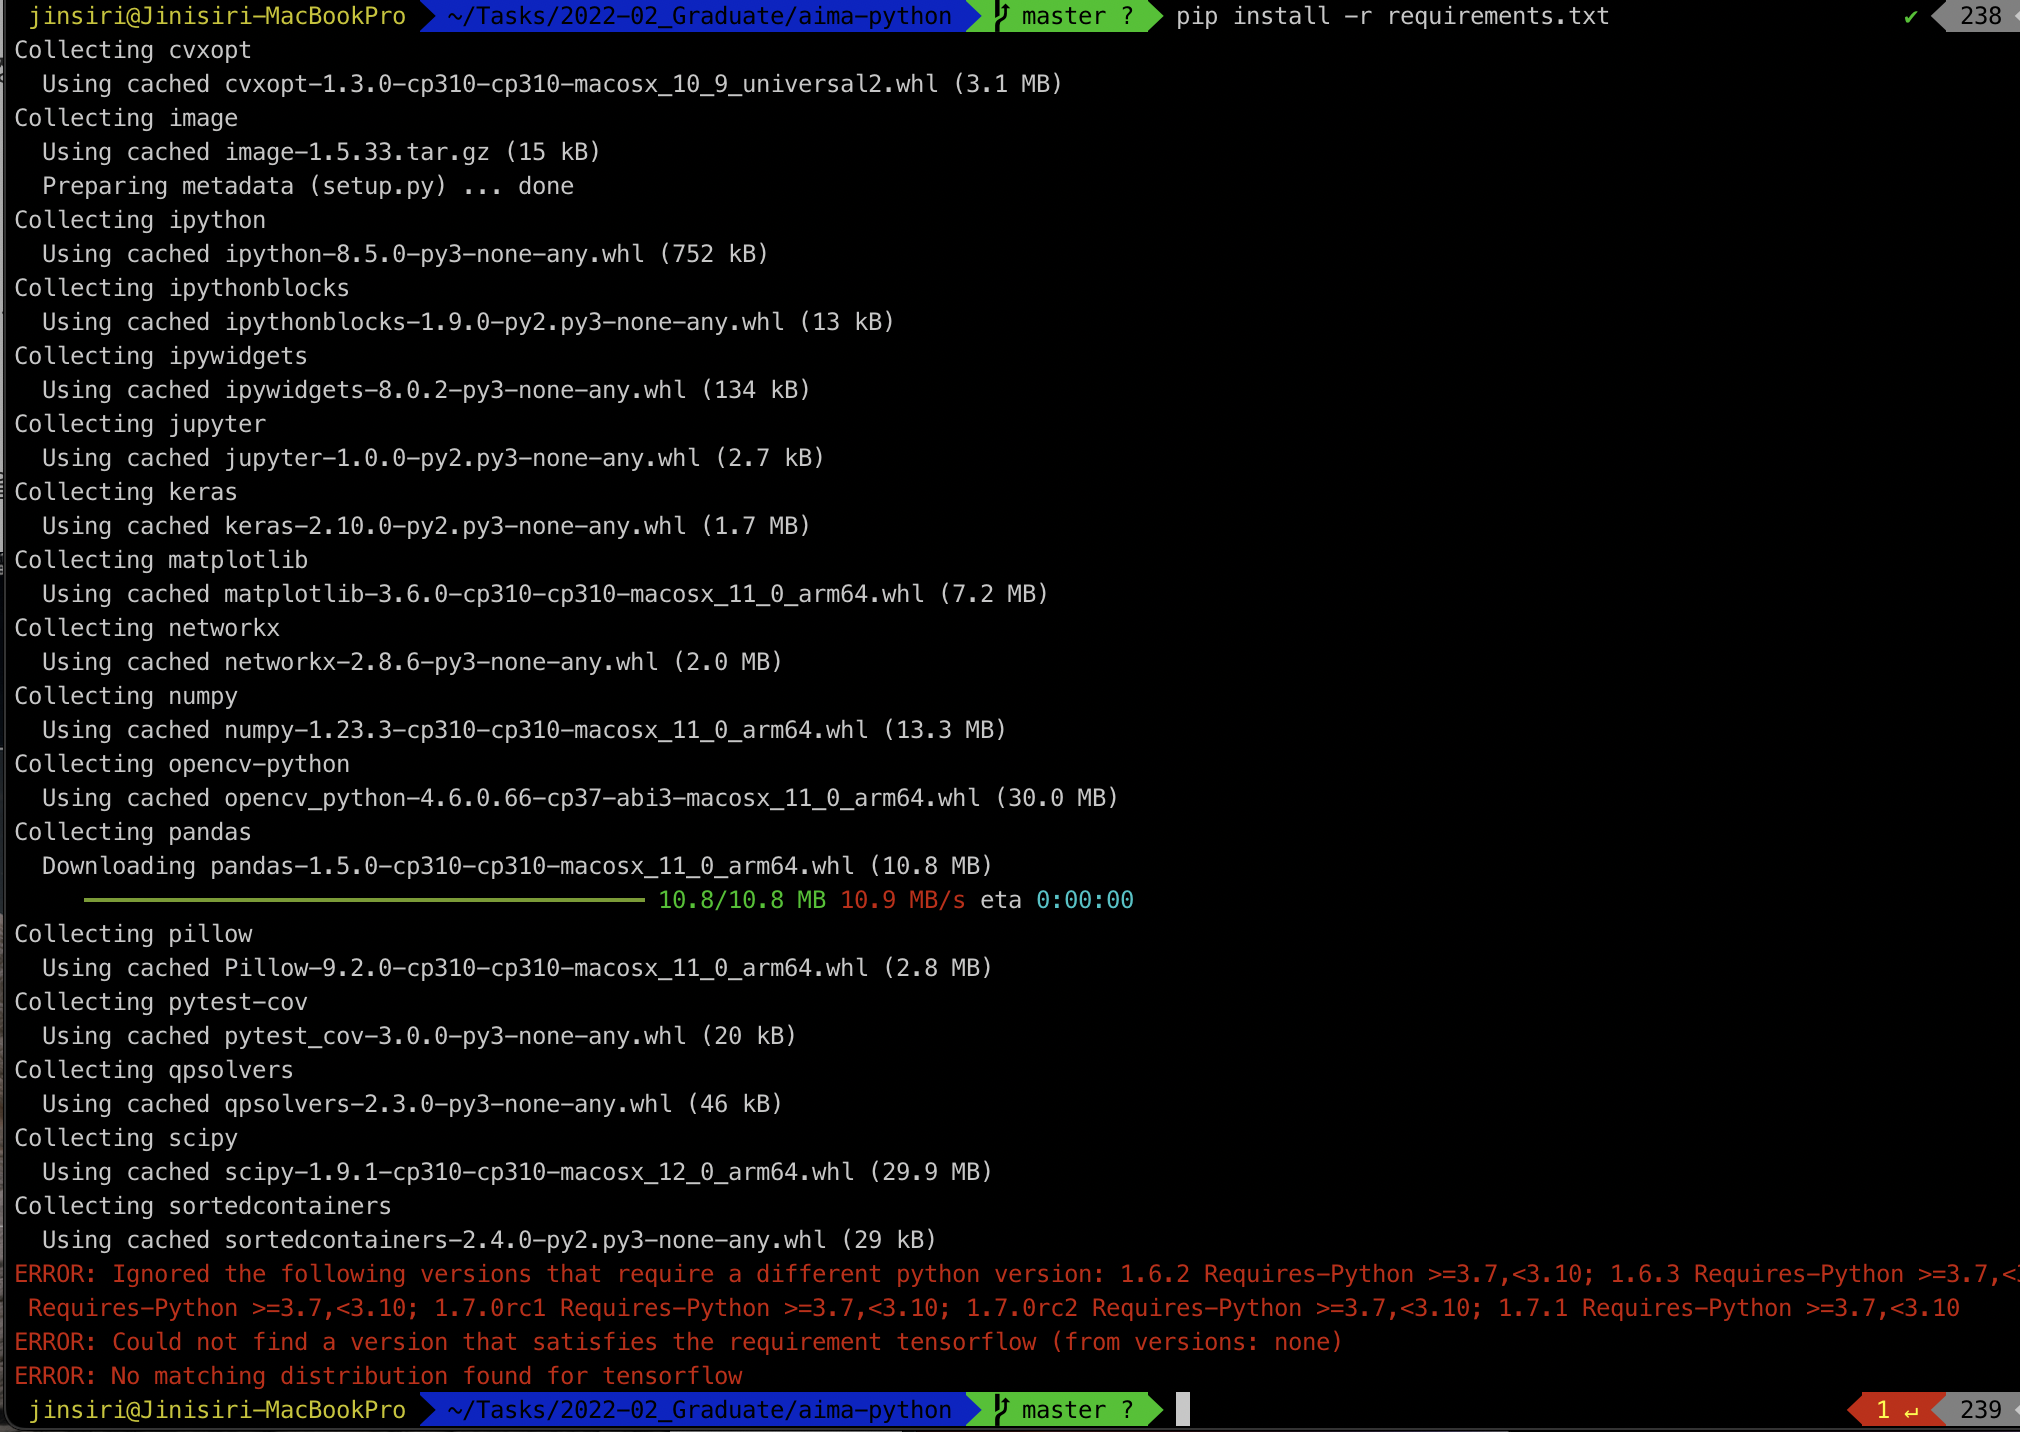 jinsiri@Jinisiri-MacBookPro ~/Tasks/2022-02_Graduate/aima-python master ? pip install -r requirements.txt ✔ 238
Collecting cvxopt
Using cached cvxopt-1.3.0-cp310-cp310-macosx_10_9_universal2.whl (3.1 MB)
Collecting image
Using cached image-1.5.33.tar.gz (15 kB)
Preparing metadata (setup.py) ... done
Collecting ipython
Using cached ipython-8.5.0-py3-none-any.whl (752 kB)
Collecting ipythonblocks
Using cached ipythonblocks-1.9.0-py2.py3-none-any.whl (13 kB)
Collecting ipywidgets
Using cached ipywidgets-8.0.2-py3-none-any.whl (134 kB)
Collecting jupyter
Using cached jupyter-1.0.0-py2.py3-none-any.whl (2.7 kB)
Collecting keras
Using cached keras-2.10.0-py2.py3-none-any.whl (1.7 MB)
Collecting matplotlib
Using cached matplotlib-3.6.0-cp310-cp310-macosx_11_0_arm64.whl (7.2 MB)
Collecting networkx
Using cached networkx-2.8.6-py3-none-any.whl (2.0 MB)
Collecting numpy
Using cached numpy-1.23.3-cp310-cp310-macosx_11_0_arm64.whl (13.3 MB)
Collecting opencv-python
Using cached opencv_python-4.6.0.66-cp37-abi3-macosx_11_0_arm64.whl (30.0 MB)
Collecting pandas
Downloading pandas-1.5.0-cp310-cp310-macosx_11_0_arm64.whl (10.8 MB)
10.8/10.8 MB 10.9 MB/s eta 0:00:00
Collecting pillow
Using cached Pillow-9.2.0-cp310-cp310-macosx_11_0_arm64.whl (2.8 MB)
Collecting pytest-cov
Using cached pytest_cov-3.0.0-py3-none-any.whl (20 kB)
Collecting qpsolvers
Using cached qpsolvers-2.3.0-py3-none-any.whl (46 kB)
Collecting scipy
Using cached scipy-1.9.1-cp310-cp310-macosx_12_0_arm64.whl (29.9 MB)
Collecting sortedcontainers
Using cached sortedcontainers-2.4.0-py2.py3-none-any.whl (29 kB)
ERROR: Ignored the following versions that require a different python version: 1.6.2 Requires-Python >=3.7,<3.10; 1.6.3 Requires-Python >=3.7,<
Requires-Python >=3.7,<3.10; 1.7.0rc1 Requires-Python >=3.7,<3.10; 1.7.0rc2 Requires-Python >=3.7,<3.10; 1.7.1 Requires-Python >=3.7,<3.10
ERROR: Could not find a version that satisfies the requirement tensorflow (from versions: none)
ERROR: No matching distribution found for tensorflow
jinsiri@Jinisiri-MacBookPro ~/Tasks/2022-02_Graduate/aima-python master ? 1 ↵ 239